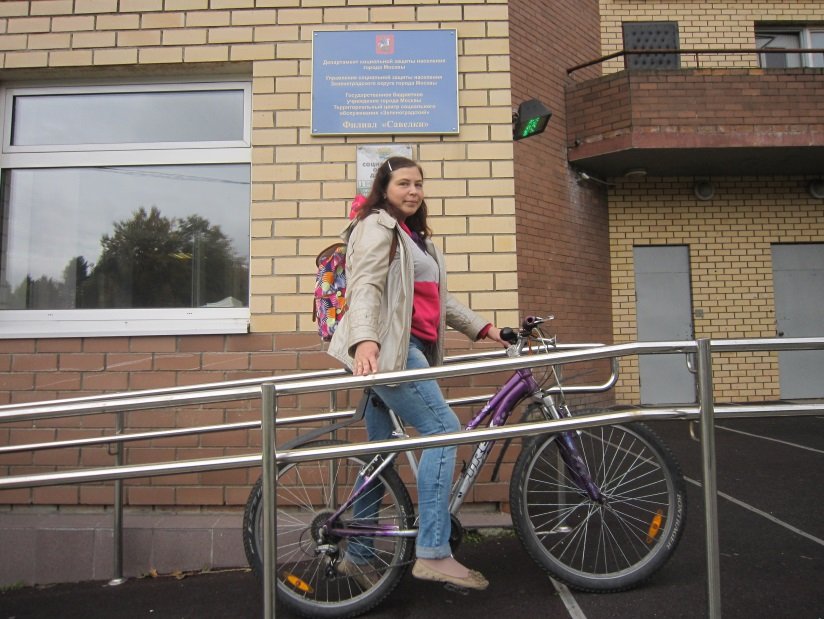 Департамент социальной защиты населения
города Москвы
Управление социальной защиты населения
Зеленоградского округа города Москвы
Государственное бюджетное
учреждение города Москвы
Территориальный центр социального
обслуживания «Зеленоградский»
Филиал «Савелки»